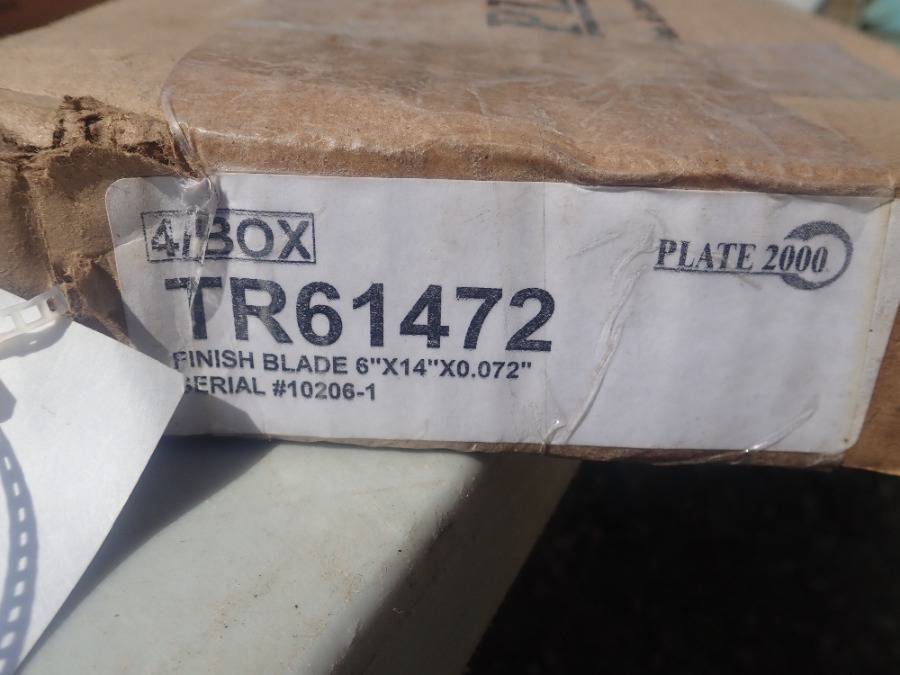 4/BOX
PLATE 2000
TR61472
FINISH BLADE 6"X14"X0.072"
SERIAL #10206-1